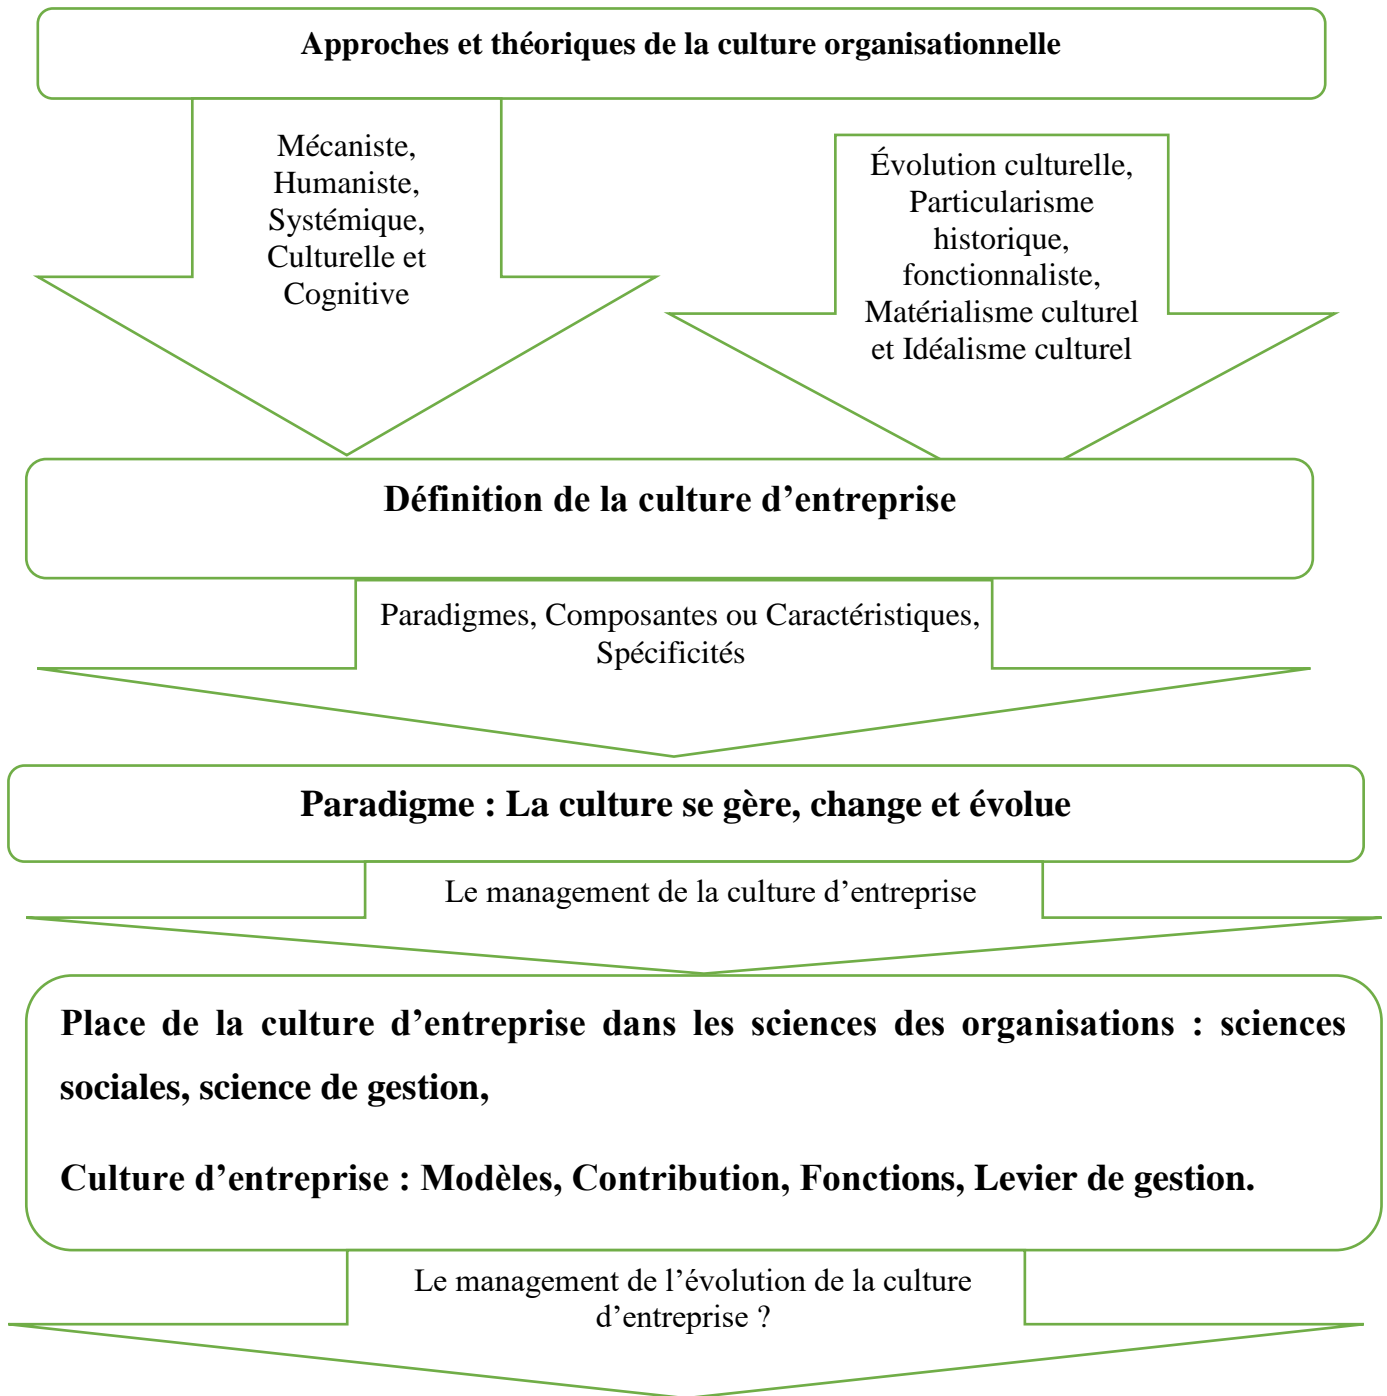 Approches et théoriques de la culture organisationnelle
Mécaniste,
Humaniste,
Systémique,
Culturelle et
Cognitive
Évolution culturelle,
Particularisme
historique,
fonctionnaliste,
Matérialisme culturel
et Idéalisme culturel
Définition de la culture d’entreprise
Paradigmes, Composantes ou Caractéristiques,
Spécificités
Paradigme : La culture se gère, change et évolue
Le management de la culture d’entreprise
Place de la culture d’entreprise dans les sciences des organisations : sciences
sociales, science de gestion,
Culture d’entreprise : Modèles, Contribution, Fonctions, Levier de gestion.
Le management de l’évolution de la culture
d’entreprise ?